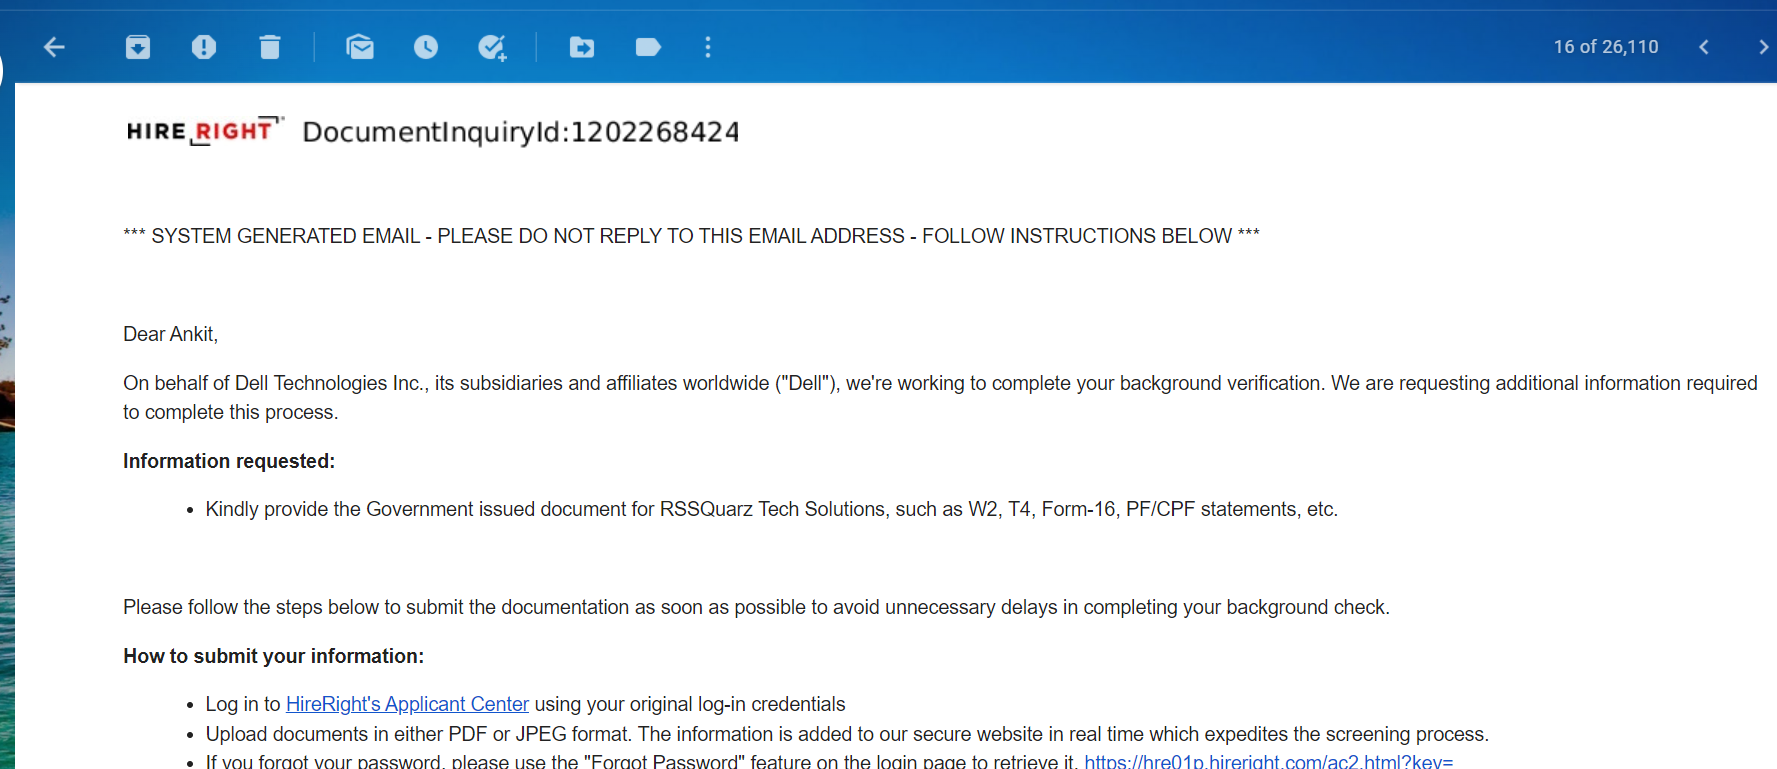 16 of 26,110
HIRE RIGHT DocumentInquiryId:1202268424
*** SYSTEM GENERATED EMAIL - PLEASE DO NOT REPLY TO THIS EMAIL ADDRESS - FOLLOW INSTRUCTIONS BELOW ***
Dear Ankit,
On behalf of Dell Technologies Inc., its subsidiaries and affiliates worldwide ("Dell"), we're working to complete your background verification. We are requesting additional information required
to complete this process.
Information requested:
• Kindly provide the Government issued document for RSSQuarz Tech Solutions, such as W2, T4, Form-16, PF/CPF statements, etc.
Please follow the steps below to submit the documentation as soon as possible to avoid unnecessary delays in completing your background check.
How to submit your information:
• Log in to HireRight's Applicant Center using your original log-in credentials
• Upload documents in either PDF or JPEG format. The information is added to our secure website in real time which expedites the screening process.
• If you forgot your password, please use the "Forgot Password" feature on the login page to retrieve it. https://hre01p.hireright.com/ac2.html?key=